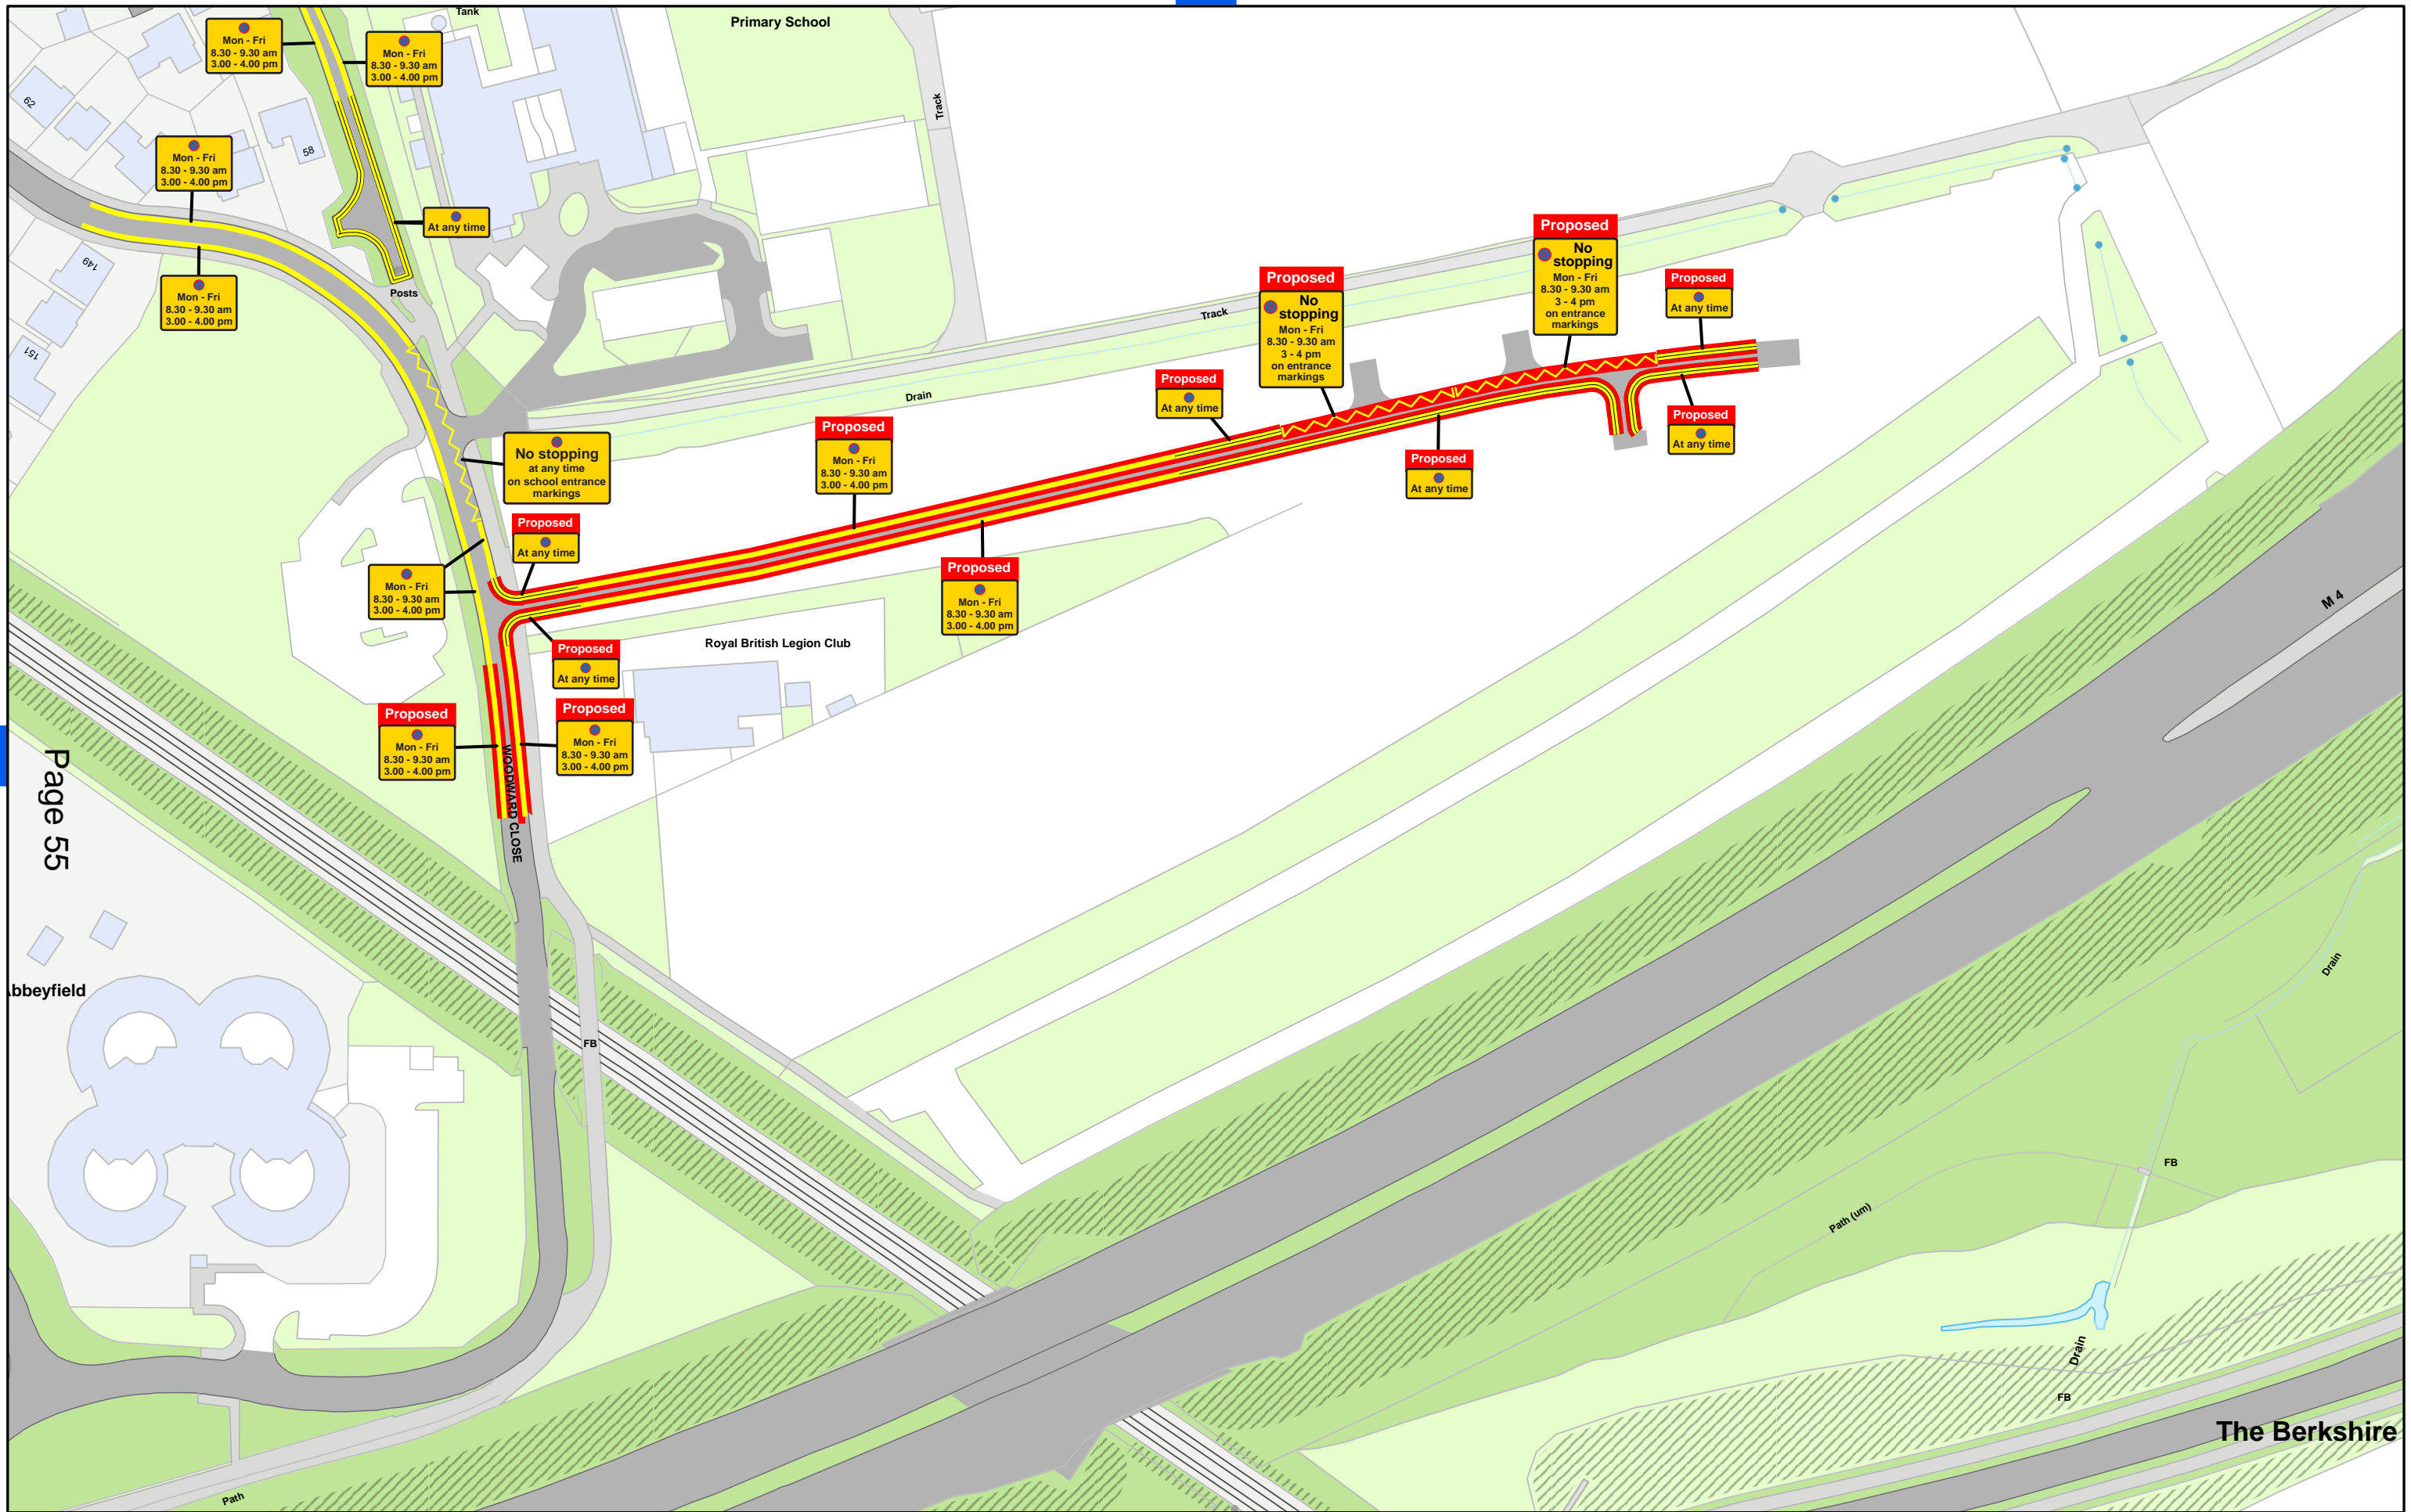 Tank
Primary School
Mon - Fri
8.30 - 9.30 am
3.00 - 4.00 pm
Mon - Fri
8.30 - 9.30 am
3.00 - 4.00 pm
62
Track
58
Mon - Fri
8.30 - 9.30 am
3.00 - 4.00 pm
At any time
149
Posts
Mon - Fri
8.30 - 9.30 am
3.00 - 4.00 pm
151
Proposed
No
stopping
Mon - Fri
8.30 - 9.30 am
3 - 4 pm
on entrance
markings
Proposed
No
stopping
Mon - Fri
8.30 - 9.30 am
3 - 4 pm
on entrance
markings
Proposed
At any time
Track
Drain
Proposed
At any time
Proposed
At any time
Proposed
At any time
Proposed
Mon - Fri
8.30 - 9.30 am
3.00 - 4.00 pm
No stopping
at any time
on school entrance
markings
Proposed
At any time
Mon - Fri
8.30 - 9.30 am
3.00 - 4.00 pm
Proposed
Mon - Fri
8.30 - 9.30 am
3.00 - 4.00 pm
M 4
Royal British Legion Club
Proposed
At any time
Proposed
Mon - Fri
8.30 - 9.30 am
3.00 - 4.00 pm
Proposed
Mon - Fri
8.30 - 9.30 am
3.00 - 4.00 pm
WOODWARD CLOSE
Page 55
bbeyfield
FB
Drain
FB
Path (um)
Drain
FB
The Berkshire
Path